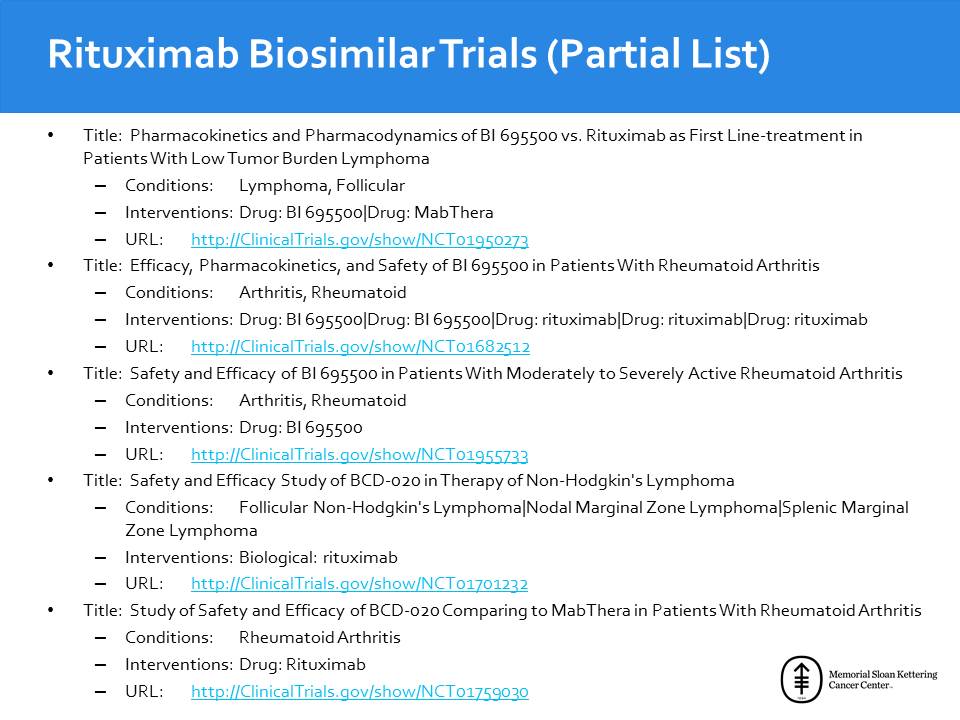 Rituximab Biosimilar Trials (Partial List)
• Title: Pharmacokinetics and Pharmacodynamics of BI 695500 vs. Rituximab as First Line-treatment in
Patients With Low Tumor Burden Lymphoma
– Conditions: Lymphoma, Follicular
– Interventions: Drug: BI 695500|Drug: MabThera
– URL: http://ClinicalTrials.gov/show/NCT01950273
• Title: Efficacy, Pharmacokinetics, and Safety of BI 695500 in Patients With Rheumatoid Arthritis
– Conditions: Arthritis, Rheumatoid
– Interventions: Drug: BI 695500|Drug: BI 695500|Drug: rituximab|Drug: rituximab|Drug: rituximab
– URL: http://ClinicalTrials.gov/show/NCT01682512
• Title: Safety and Efficacy of BI 695500 in Patients With Moderately to Severely Active Rheumatoid Arthritis
– Conditions: Arthritis, Rheumatoid
– Interventions: Drug: BI 695500
– URL: http://ClinicalTrials.gov/show/NCT01955733
• Title: Safety and Efficacy Study of BCD-020 in Therapy of Non-Hodgkin's Lymphoma
– Conditions: Follicular Non-Hodgkin's Lymphoma|Nodal Marginal Zone Lymphoma|Splenic Marginal
Zone Lymphoma
– Interventions: Biological: rituximab
– URL: http://ClinicalTrials.gov/show/NCT01701232
• Title: Study of Safety and Efficacy of BCD-020 Comparing to MabThera in Patients With Rheumatoid Arthritis
– Conditions: Rheumatoid Arthritis
– Interventions: Drug: Rituximab
– URL: http://ClinicalTrials.gov/show/NCT01759030
Memorial Sloan Kettering
Cancer Center